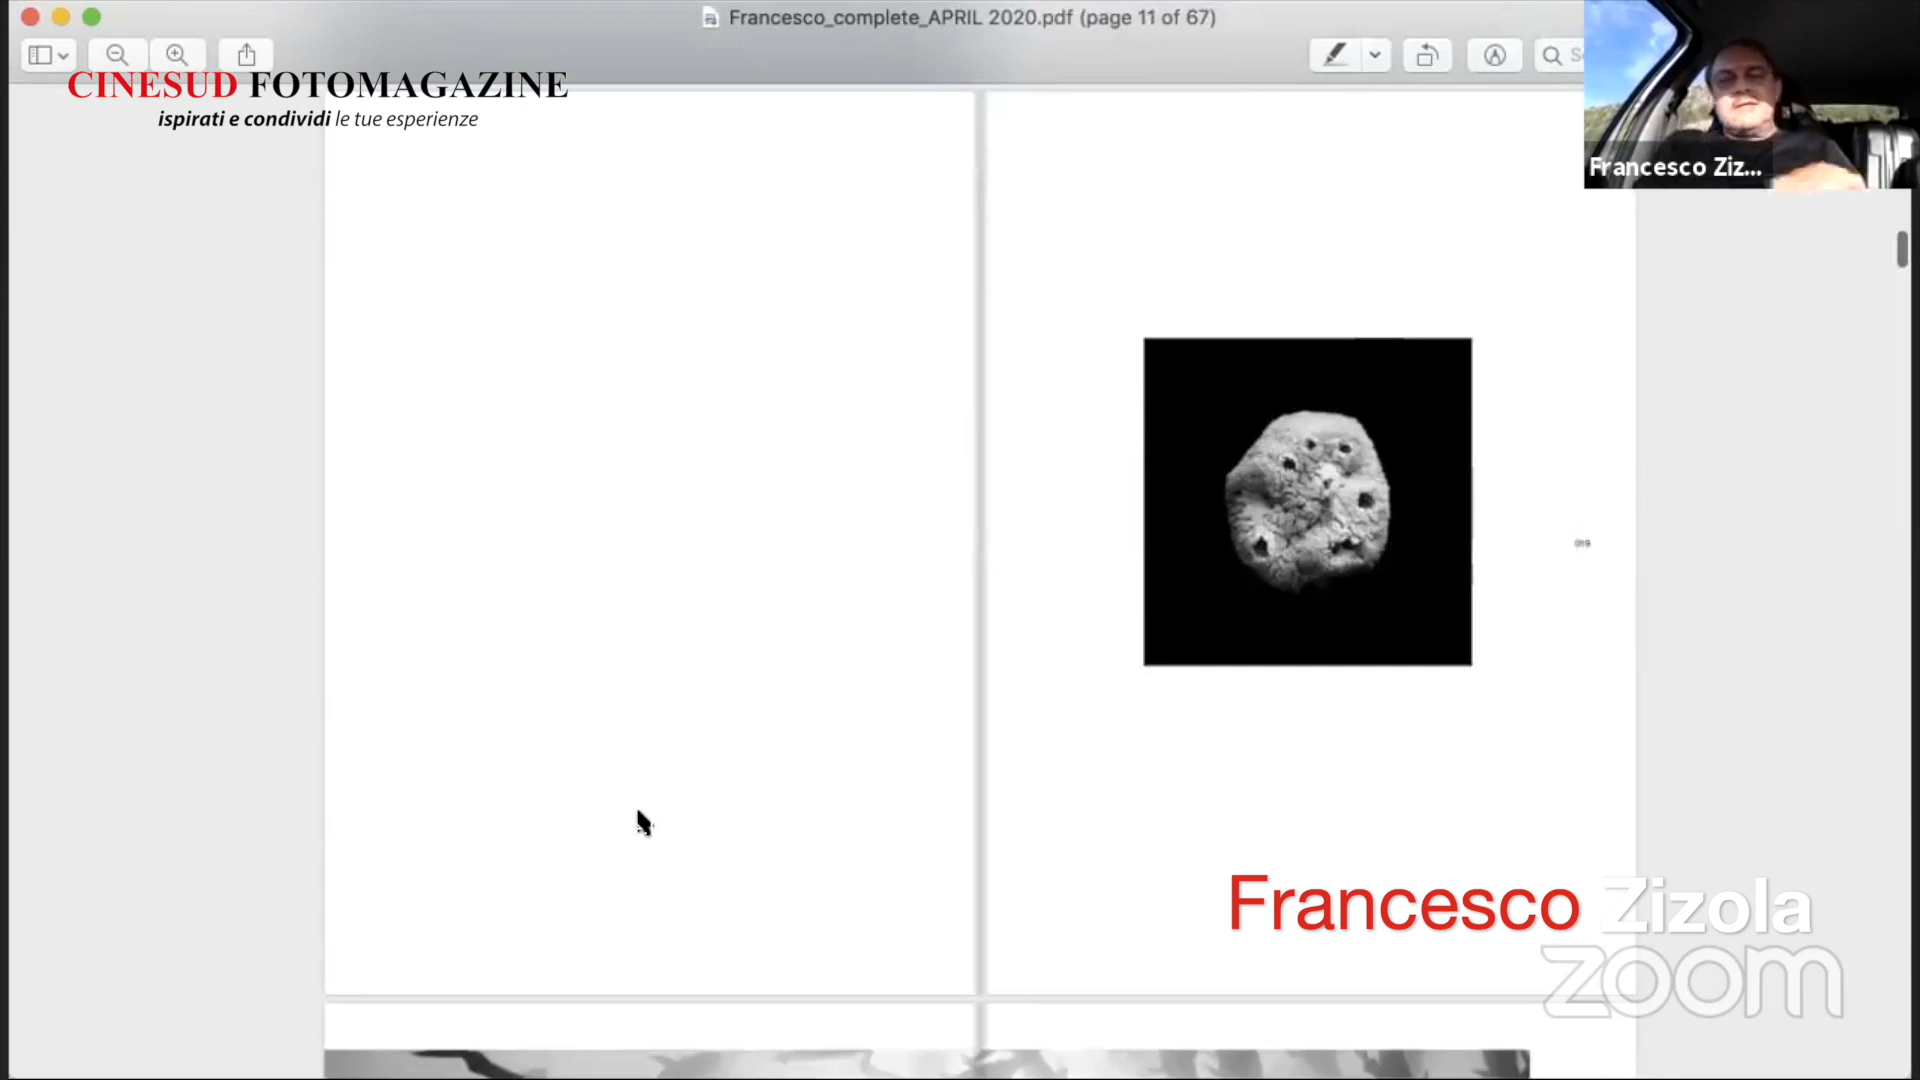 Francesco_complete_APRIL 2020.pdf (page 11 of 67)
CINESUD FOTOMAGAZINE
ispirati e condividi le tue esperienze
Francesco Ziz...
Francesco Zizola
zoom